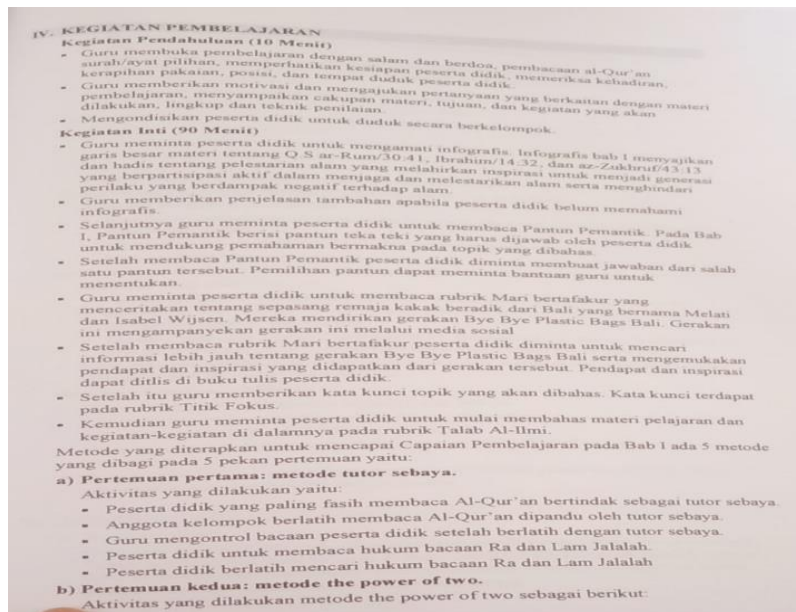 IV. KEGIATAN PEMBELAJARAN
Kegiatan Pendahuluan (10 Menit)
- Guru membuka pembelajaran dengan salam dan berdoa, pembacaan al-Qur'an
surah/ayat pilihan, memperhatikan kesiapan peserta didik, memeriksa kehadiran,
kerapihan pakaian, posisi, dan tempat duduk peserta didik.
- Guru memberikan motivasi dan mengajukan pertanyaan yang berkaitan dengan materi
pembelajaran, menyampaikan cakupan materi, tujuan, dan kegiatan yang akan
dilakukan, lingkup dan teknik penilaian.
- Mengondisikan peserta didik untuk duduk secara berkelompok.
Kegiatan Inti (90 Menit)
- Guru meminta peserta didik untuk mengamati infografis. Infografis bab 1 menyajikan
garis besar materi tentang Q.S ar-Rum/30:41, Ibrahim/14:32, dan az-Zukhruf/43:13
dan hadis tentang pelestarian alam yang melahirkan inspirasi untuk menjadi generasi
yang berpartisipasi aktif dalam menjaga dan melestarikan alam serta menghindari
perilaku yang berdampak negatif terhadap alam.
- Guru memberikan penjelasan tambahan apabila peserta didik belum memahami
infografis.
- Selanjutnya guru meminta peserta didik untuk membaca Pantun Pemantik. Pada Bab
I, Pantun Pemantik berisi pantun teka teki yang harus dijawab oleh peserta didik
untuk mendukung pemahaman bermakna pada topik yang dibahas.
- Setelah membaca Pantun Pemantik peserta didik diminta membuat jawaban dari salah
satu pantun tersebut. Pemilihan pantun dapat meminta bantuan guru untuk
menentukan.
- Guru meminta peserta didik untuk membaca rubrik Mari bertafakur yang
menceritakan tentang sepasang remaja kakak beradik dari Bali yang bernama Melati
dan Isabel Wijsen. Mereka mendirikan gerakan Bye Bye Plastic Bags Bali. Gerakan
ini mengampanyekan gerakan ini melalui media sosial
- Setelah membaca rubrik Mari bertafakur peserta didik diminta untuk mencari
informasi lebih jauh tentang gerakan Bye Bye Plastic Bags Bali serta mengemukakan
pendapat dan inspirasi yang didapatkan dari gerakan tersebut. Pendapat dan inspirasi
dapat ditlis di buku tulis peserta didik.
- Setelah itu guru memberikan kata kunci topik yang akan dibahas. Kata kunci terdapat
pada rubrik Titik Fokus.
- Kemudian guru meminta peserta didik untuk mulai membahas materi pelajaran dan
kegiatan-kegiatan di dalamnya pada rubrik Talab Al-Ilmi.
Metode yang diterapkan untuk mencapai Capaian Pembelajaran pada Bab I ada 5 metode
yang dibagi pada 5 pekan pertemuan yaitu:
a) Pertemuan pertama: metode tutor sebaya.
Aktivitas yang dilakukan yaitu:
- Peserta didik yang paling fasih membaca Al-Qur'an bertindak sebagai tutor sebaya.
- Anggota kelompok berlatih membaca Al-Qur'an dipandu oleh tutor sebaya.
- Guru mengontrol bacaan peserta didik setelah berlatih dengan tutor sebaya.
- Peserta didik untuk membaca hukum bacaan Ra dan Lam Jalalah.
- Peserta didik berlatih mencari hukum bacaan Ra dan Lam Jalalah
b) Pertemuan kedua: metode the power of two.
Aktivitas yang dilakukan metode the power of two sebagai berikut: